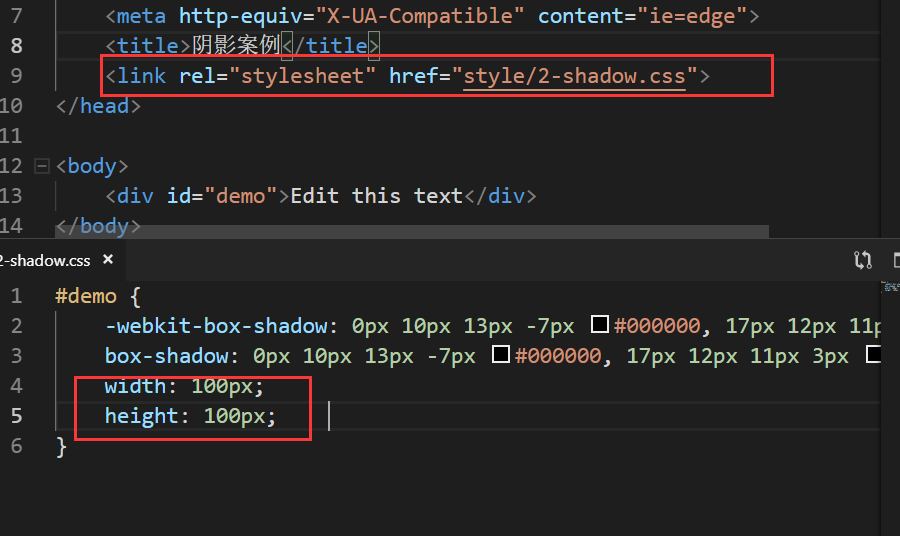 7 <meta http-equiv="X-UA-Compatible" content="ie=edge">
8 <title>阴影案例</title>
9 <link rel="stylesheet" href="style/2-shadow.css">
10 </head>
11
12 <body>
13 <div id="demo">Edit this text</div>
14 </body>
2-shadow.css ×
1 #demo {
2 -webkit-box-shadow: 0px 10px 13px -7px #000000, 17px 12px 11p
3 box-shadow: 0px 10px 13px -7px #000000, 17px 12px 11px 3px
4 width: 100px;
5 height: 100px;
6 }